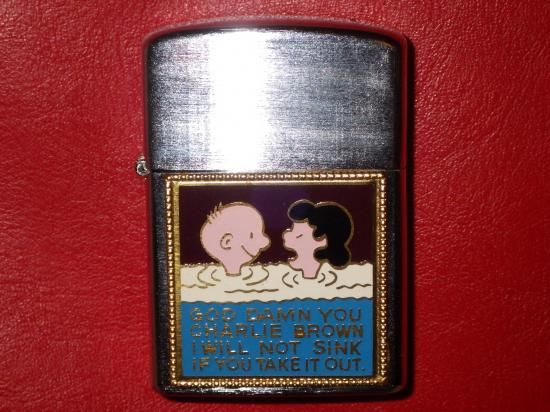 GOD DAMN YOU
CHARLIE BROWN
I WILL NOT SINK
IF YOU TAKE IT OUT.